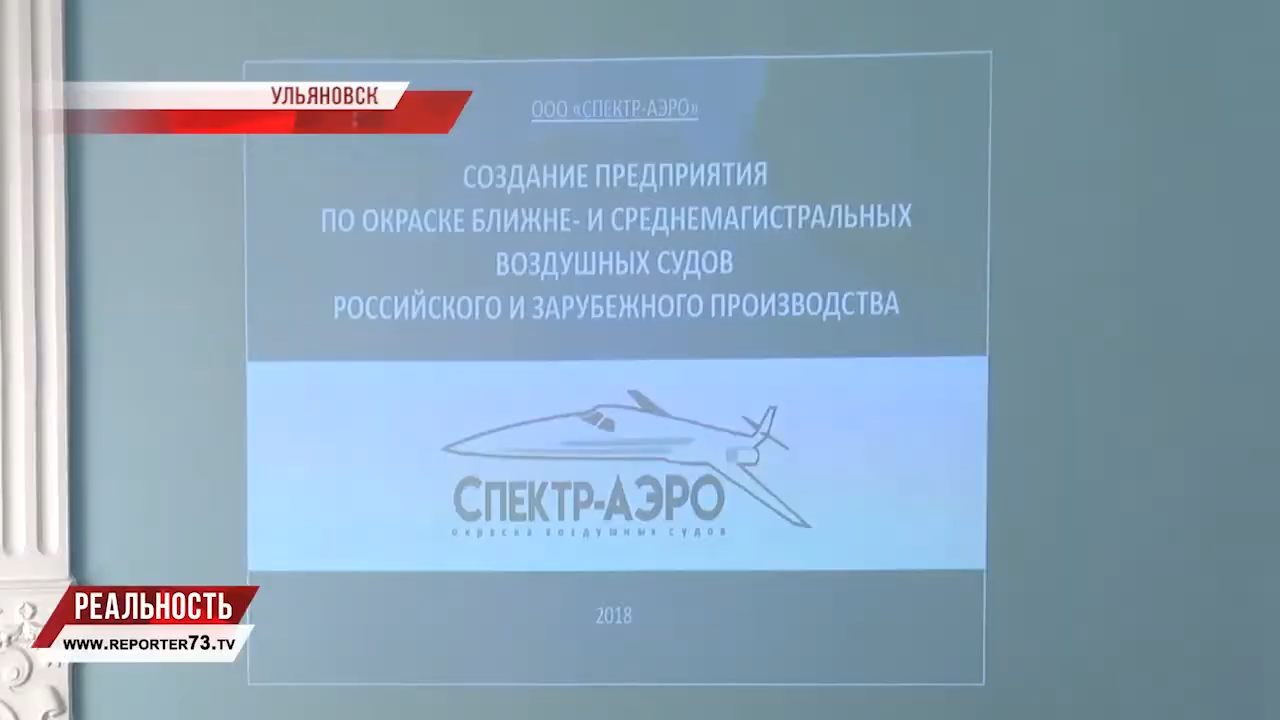 УЛЬЯНОВСК
ООО «СПЕКТР-АЭРО»
СОЗДАНИЕ ПРЕДПРИЯТИЯ
ПО ОКРАСКЕ БЛИЖНЕ- И СРЕДНЕМАГИСТРАЛЬНЫХ
ВОЗДУШНЫХ СУДОВ
РОССИЙСКОГО И ЗАРУБЕЖНОГО ПРОИЗВОДСТВА
СПЕКТР-АЭРО
окраска воздушных судов
2018
РЕАЛЬНОСТЬ
WWW.REPORTER73.TV